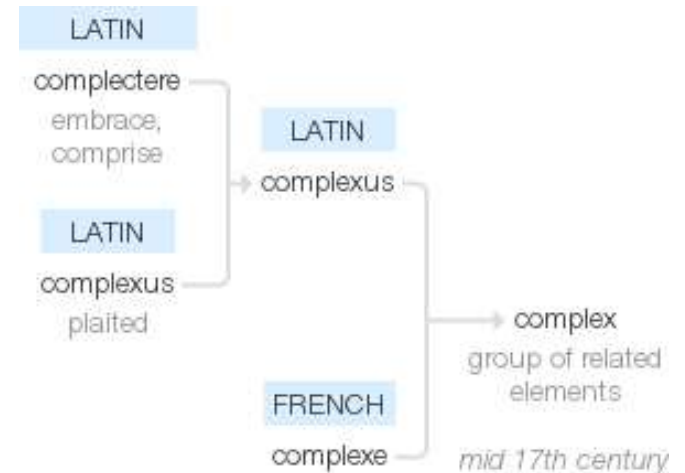 LATIN
complectere
embrace,
comprise
LATIN
complexus
plaited
LATIN
complexus
FRENCH
complexe
complex
group of related
elements
mid 17th century